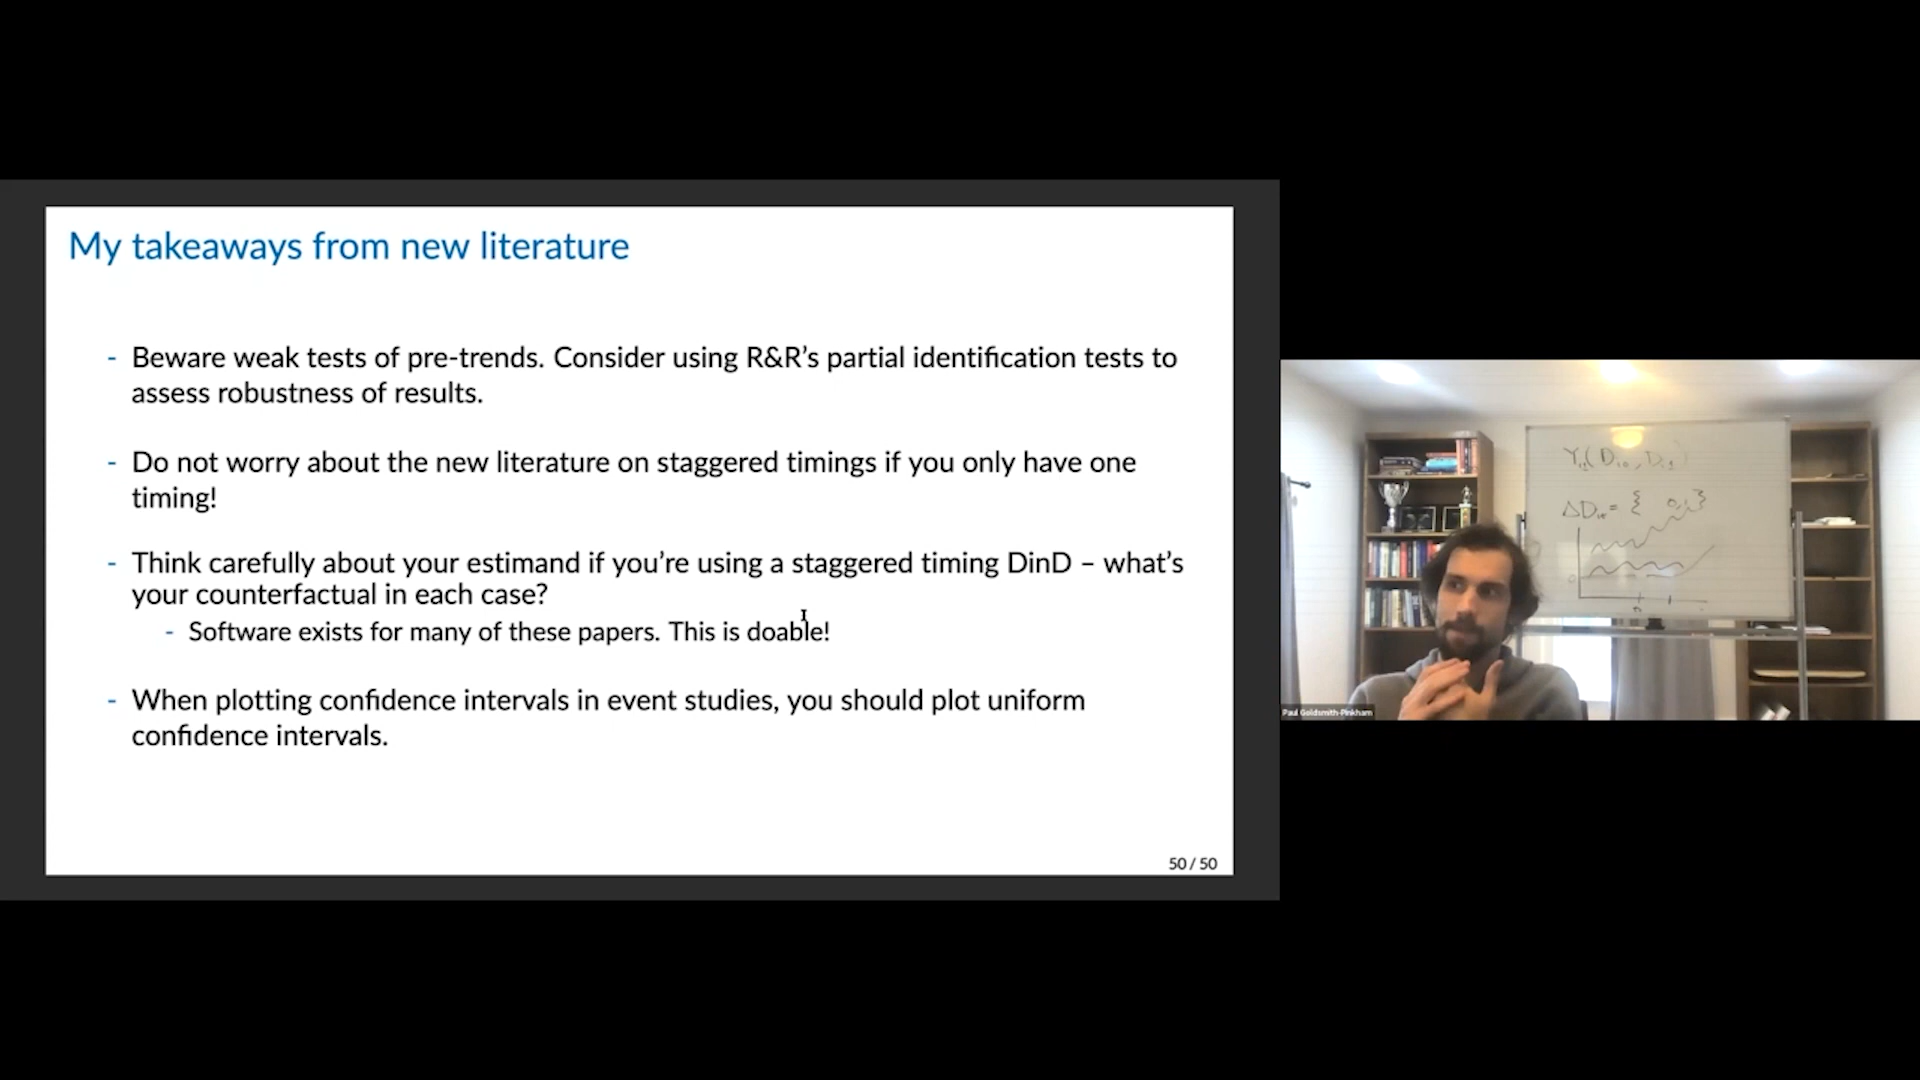 My takeaways from new literature
- Beware weak tests of pre-trends. Consider using R&R's partial identification tests to
assess robustness of results.
- Do not worry about the new literature on staggered timings if you only have one
timing!
- Think carefully about your estimand if you're using a staggered timing DinD – what's
your counterfactual in each case?
- Software exists for many of these papers. This is doable!
- When plotting confidence intervals in event studies, you should plot uniform
confidence intervals.
50 / 50
Paul Goldsmith-Pinkham